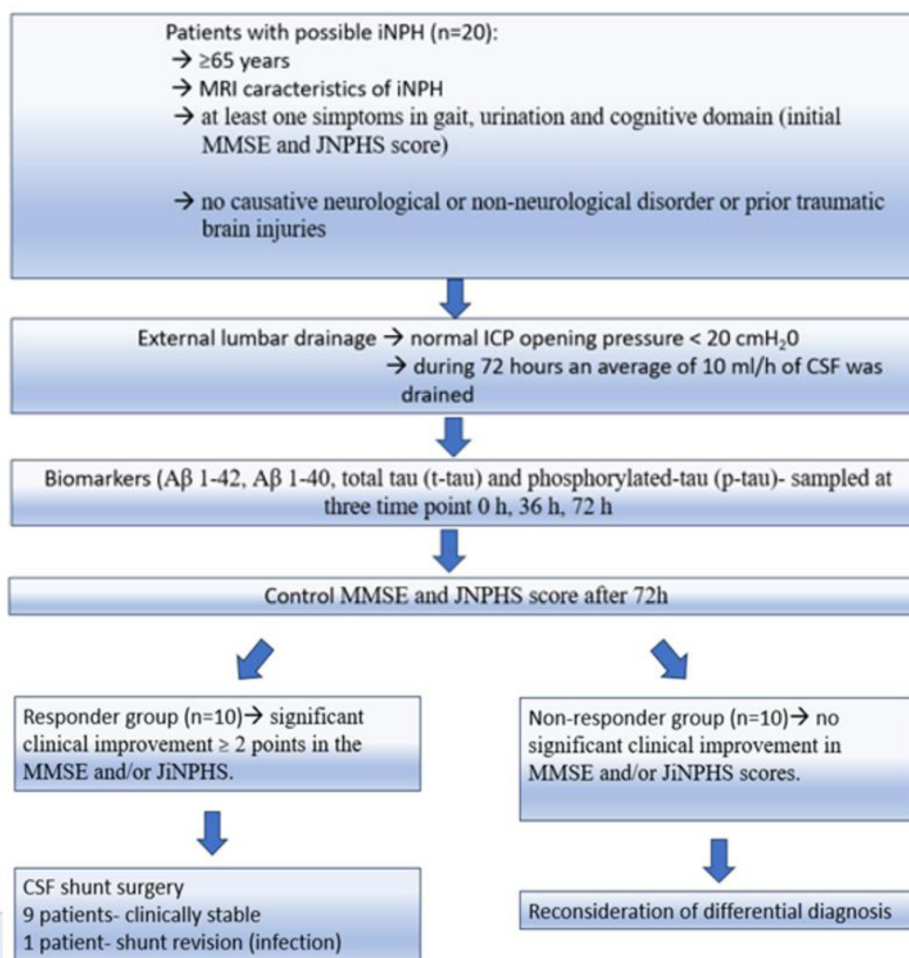 Patients with possible iNPH (n=20):
→ ≥65 years
→ MRI caracteristics of iNPH
→ at least one simptoms in gait, urination and cognitive domain (initial
MMSE and JNPHS score)
→ no causative neurological or non-neurological disorder or prior traumatic
brain injuries
External lumbar drainage → normal ICP opening pressure < 20 cmH₂0
→ during 72 hours an average of 10 ml/h of CSF was
drained
Biomarkers (Aβ 1-42, Aβ 1-40, total tau (t-tau) and phosphorylated-tau (p-tau)- sampled at
three time point 0 h, 36 h, 72 h
Control MMSE and JNPHS score after 72h
Responder group (n=10)→ significant
clinical improvement ≥ 2 points in the
MMSE and/or JiNPHS.
Non-responder group (n=10)→ no
significant clinical improvement in
MMSE and/or JiNPHS scores.
CSF shunt surgery
9 patients- clinically stable
1 patient- shunt revision (infection)
Reconsideration of differential diagnosis